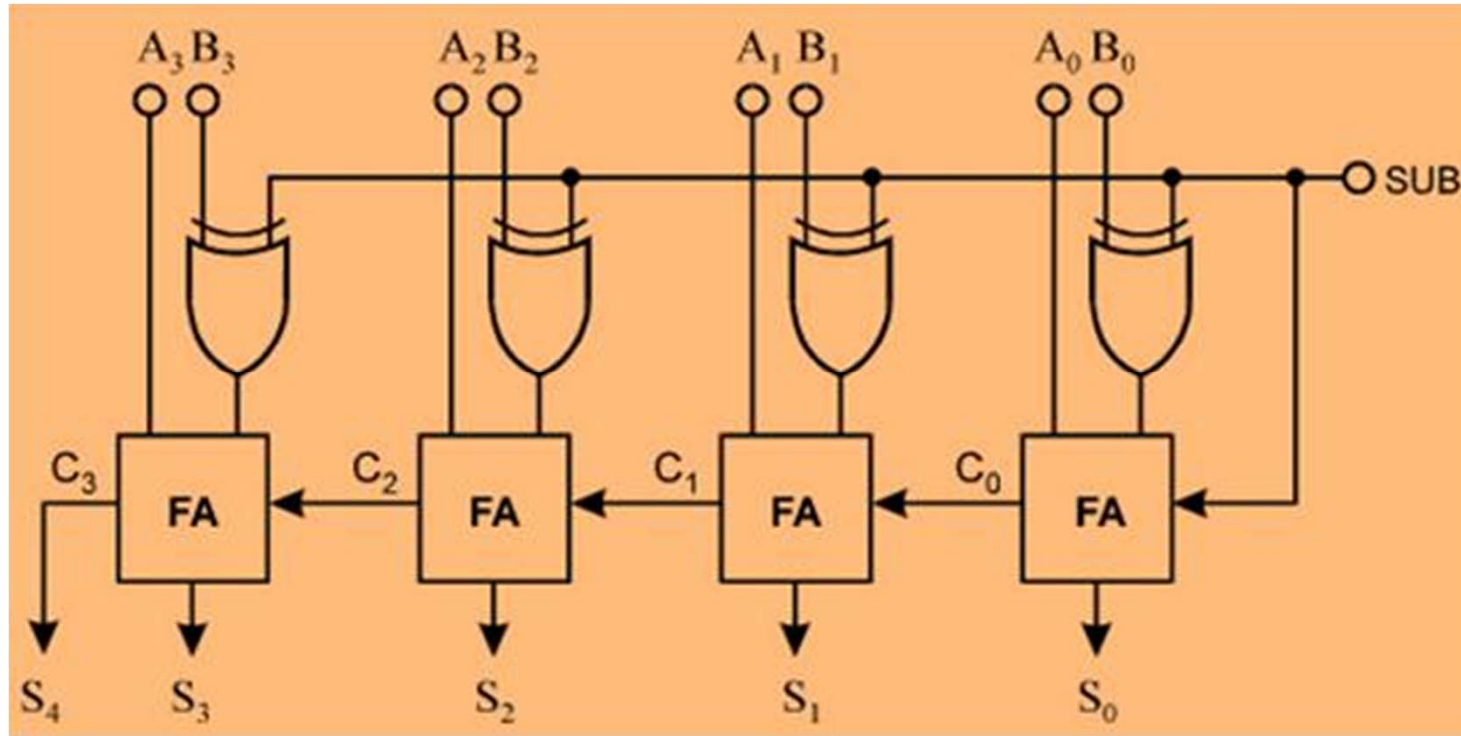 A₃ B₃ A₂ B₂ A₁ B₁ A₀ B₀
SUB
C₃ FA C₂ FA C₁ FA C₀ FA
S₄ S₃ S₂ S₁ S₀